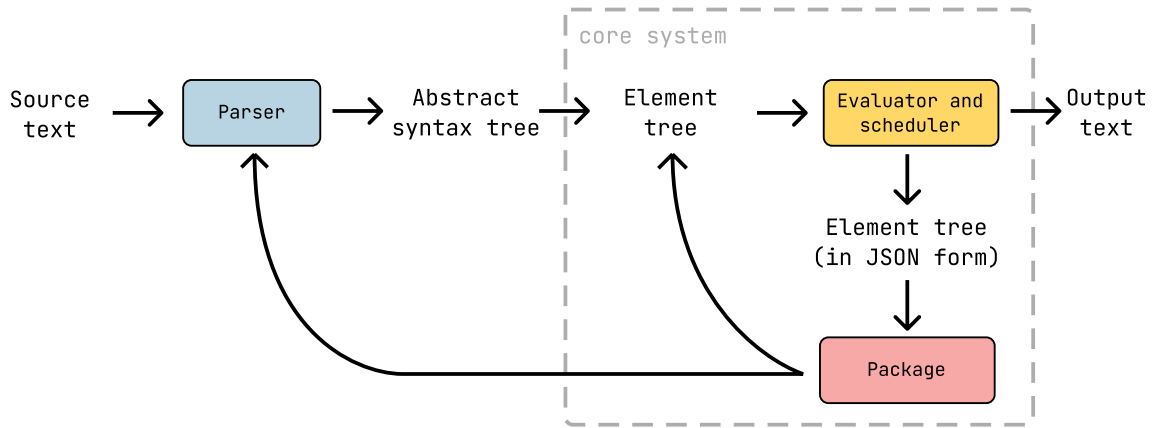 core system
Source
text
Parser
Abstract
syntax tree
Element
tree
Evaluator and
scheduler
Output
text
Element tree
(in JSON form)
Package